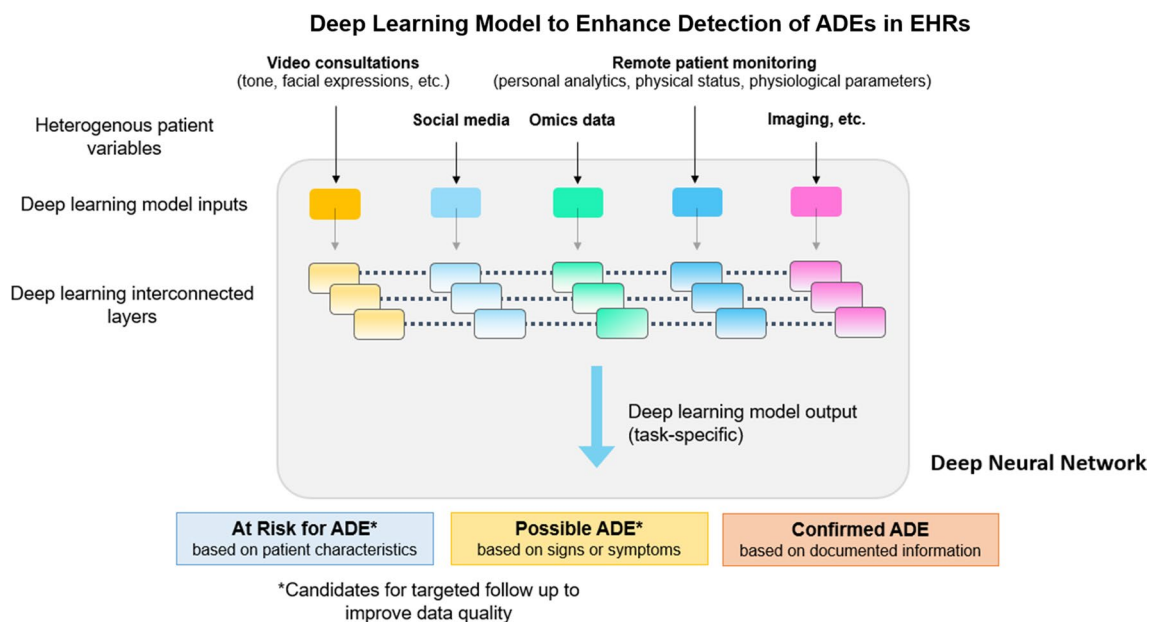 Deep Learning Model to Enhance Detection of ADEs in EHRs
Video consultations
(tone, facial expressions, etc.)
Remote patient monitoring
(personal analytics, physical status, physiological parameters)
Heterogenous patient
variables
Social media
Omics data
Imaging, etc.
Deep learning model inputs
Deep learning interconnected
layers
Deep learning model output
(task-specific)
Deep Neural Network
At Risk for ADE*
based on patient characteristics
Possible ADE*
based on signs or symptoms
Confirmed ADE
based on documented information
*Candidates for targeted follow up to
improve data quality